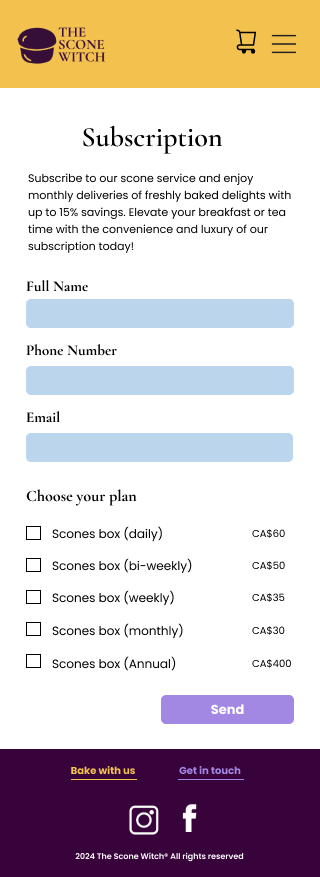 THE
SCONE
WITCH
Subscription
Subscribe to our scone service and enjoy
monthly deliveries of freshly baked delights with
up to 15% savings. Elevate your breakfast or tea
time with the convenience and luxury of our
subscription today!
Full Name
Phone Number
Email
Choose your plan
Scones box (daily) CA$60
Scones box (bi-weekly) CA$50
Scones box (weekly) CA$35
Scones box (monthly) CA$30
Scones box (Annual) CA$400
Send
Bake with us Get in touch
2024 The Scone Witch® All rights reserved